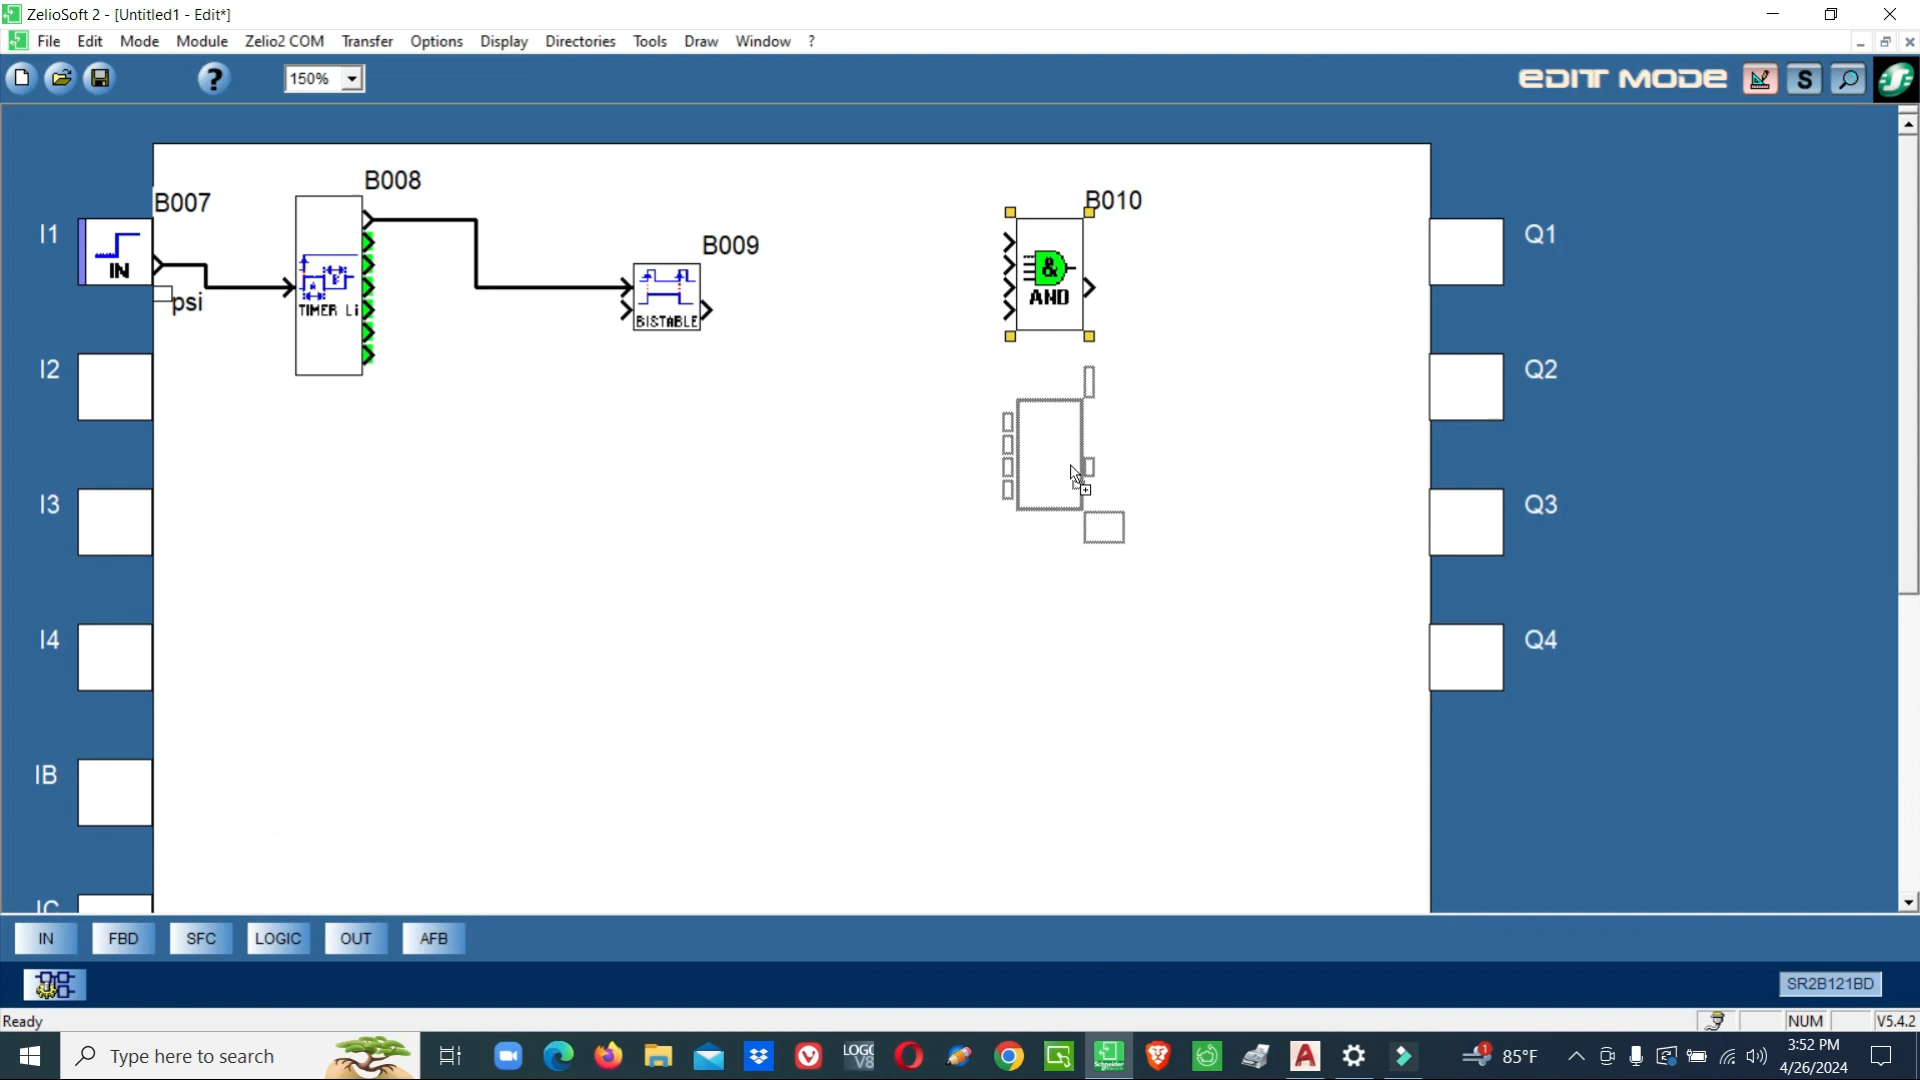 ZelioSoft 2 - [Untitled1 - Edit*]
File Edit Mode Module Zelio2 COM Transfer Options Display Directories Tools Draw Window ?
? 150% EDIT MODE S
B008
B007 B010
I1 Q1
B009
IN & AND
psi TIMER Li BISTABLE
I2 Q2
I3 Q3
I4 Q4
IB
IC
IN FBD SFC LOGIC OUT AFB
SR2B121BD
Ready NUM V5.4.2
Type here to search 85°F 3:52 PM
4/26/2024